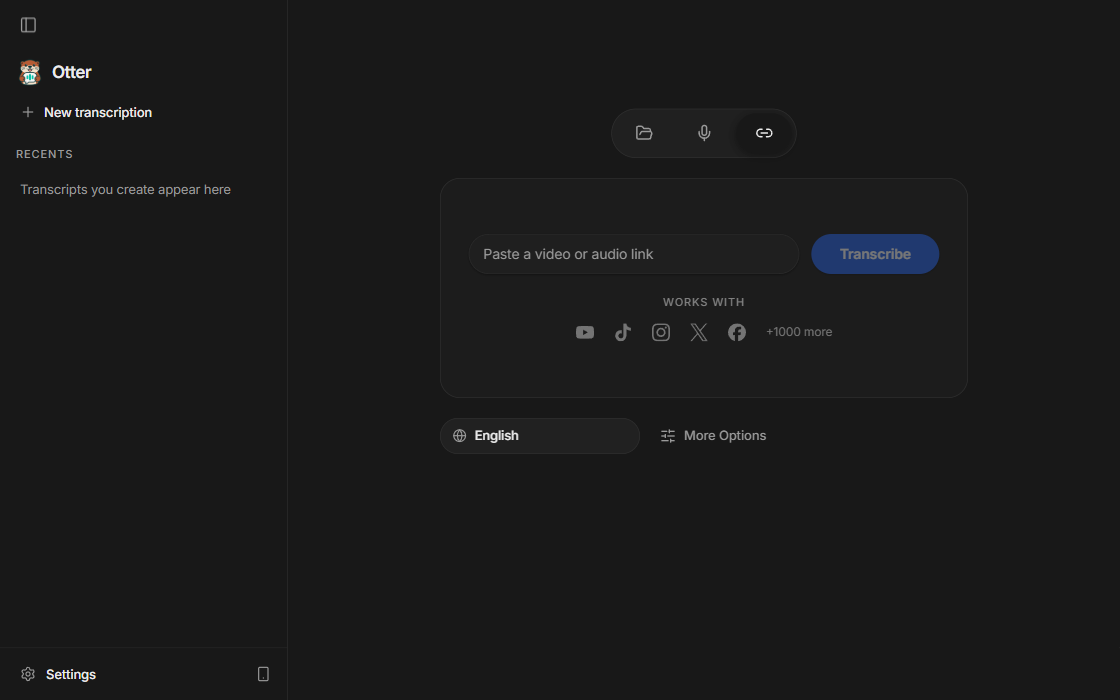 Otter
New transcription
RECENTS
Transcripts you create appear here
Paste a video or audio link
Transcribe
WORKS WITH
+1000 more
English
More Options
Settings